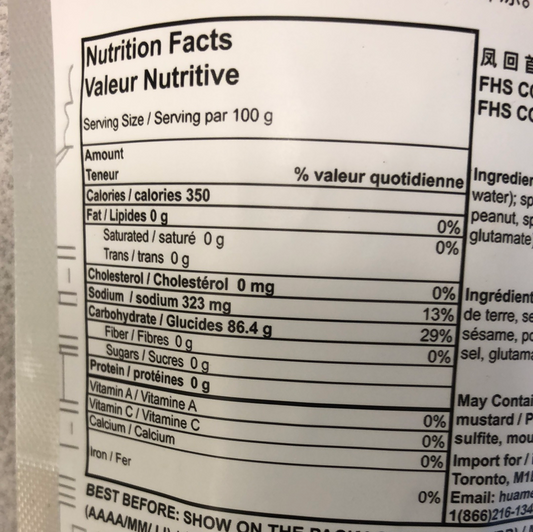 Nutrition Facts
Valeur Nutritive
Serving Size / Serving par 100 g
Amount
Teneur % valeur quotidienne
Calories / calories 350
Fat / Lipides 0 g 0%
Saturated / saturé 0 g 0%
Trans / trans 0 g
Cholesterol / Cholestérol 0 mg 0%
Sodium / sodium 323 mg 13%
Carbohydrate / Glucides 86.4 g 29%
Fiber / Fibres 0 g 0%
Sugars / Sucres 0 g
Protein / protéines 0 g
Vitamin A / Vitamine A 0%
Vitamin C / Vitamine C 0%
Calcium / Calcium 0%
Iron / Fer 0%
BEST BEFORE: SHOW ON THE
(AAAA/MM/
凤回
FHS
FHS
Ingredien
water); sp
peanut, sp
glutamate
Ingrédient
de terre, se
sésame, po
sel, glutama
May Contai
mustard / P
sulfite, mou
Import for /
Toronto, M1
Email: huame
1(866)216-134